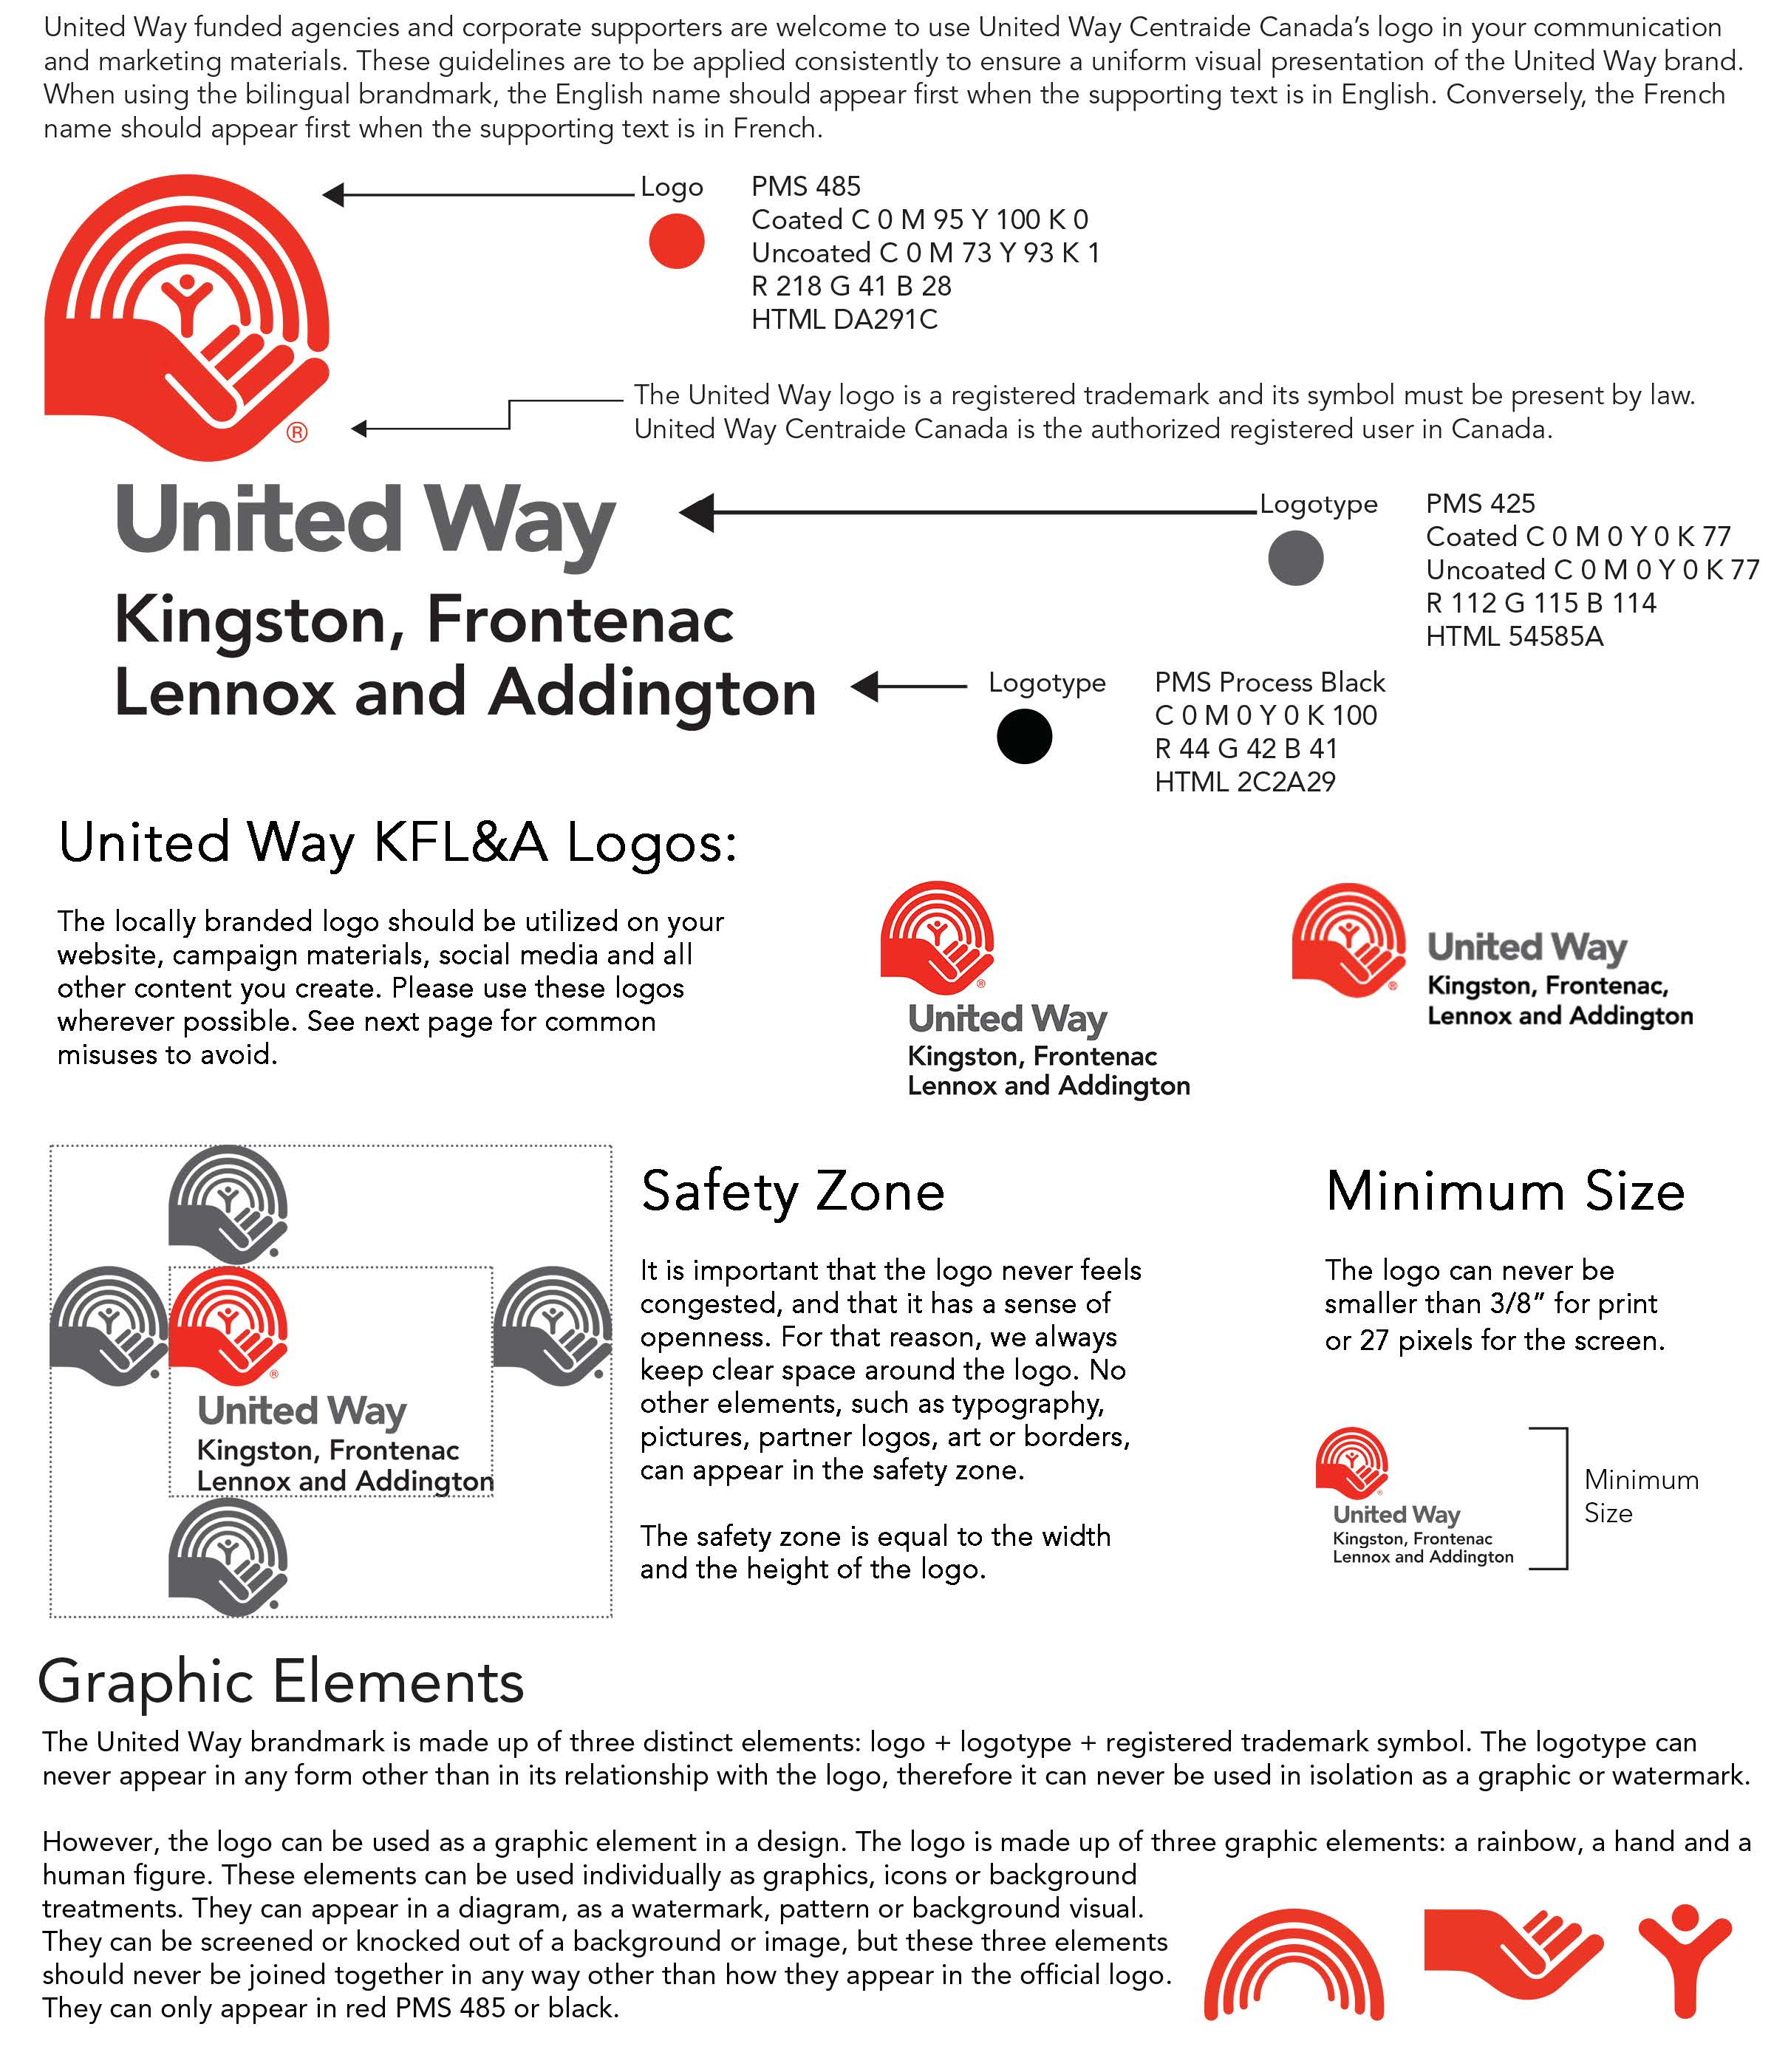 United Way funded agencies and corporate supporters are welcome to use United Way Centraide Canada’s logo in your communication
and marketing materials. These guidelines are to be applied consistently to ensure a uniform visual presentation of the United Way brand.
When using the bilingual brandmark, the English name should appear first when the supporting text is in English. Conversely, the French
name should appear first when the supporting text is in French.
Logo
PMS 485
Coated C 0 M 95 Y 100 K 0
Uncoated C 0 M 73 Y 93 K 1
R 218 G 41 B 28
HTML DA291C
®
The United Way logo is a registered trademark and its symbol must be present by law.
United Way Centraide Canada is the authorized registered user in Canada.
United Way
Kingston, Frontenac
Lennox and Addington
Logotype
PMS 425
Coated C 0 M 0 Y 0 K 77
Uncoated C 0 M 0 Y 0 K 77
R 112 G 115 B 114
HTML 54585A
Logotype
PMS Process Black
C 0 M 0 Y 0 K 100
R 44 G 42 B 41
HTML 2C2A29
United Way KFL&A Logos:
The locally branded logo should be utilized on your
website, campaign materials, social media and all
other content you create. Please use these logos
wherever possible. See next page for common
misuses to avoid.
®
United Way
Kingston, Frontenac
Lennox and Addington
®
United Way
Kingston, Frontenac,
Lennox and Addington
®
United Way
Kingston, Frontenac
Lennox and Addington
Safety Zone
It is important that the logo never feels
congested, and that it has a sense of
openness. For that reason, we always
keep clear space around the logo. No
other elements, such as typography,
pictures, partner logos, art or borders,
can appear in the safety zone.
The safety zone is equal to the width
and the height of the logo.
Minimum Size
The logo can never be
smaller than 3/8” for print
or 27 pixels for the screen.
®
United Way
Kingston, Frontenac
Lennox and Addington
Minimum
Size
Graphic Elements
The United Way brandmark is made up of three distinct elements: logo + logotype + registered trademark symbol. The logotype can
never appear in any form other than in its relationship with the logo, therefore it can never be used in isolation as a graphic or watermark.
However, the logo can be used as a graphic element in a design. The logo is made up of three graphic elements: a rainbow, a hand and a
human figure. These elements can be used individually as graphics, icons or background
treatments. They can appear in a diagram, as a watermark, pattern or background visual.
They can be screened or knocked out of a background or image, but these three elements
should never be joined together in any way other than how they appear in the official logo.
They can only appear in red PMS 485 or black.